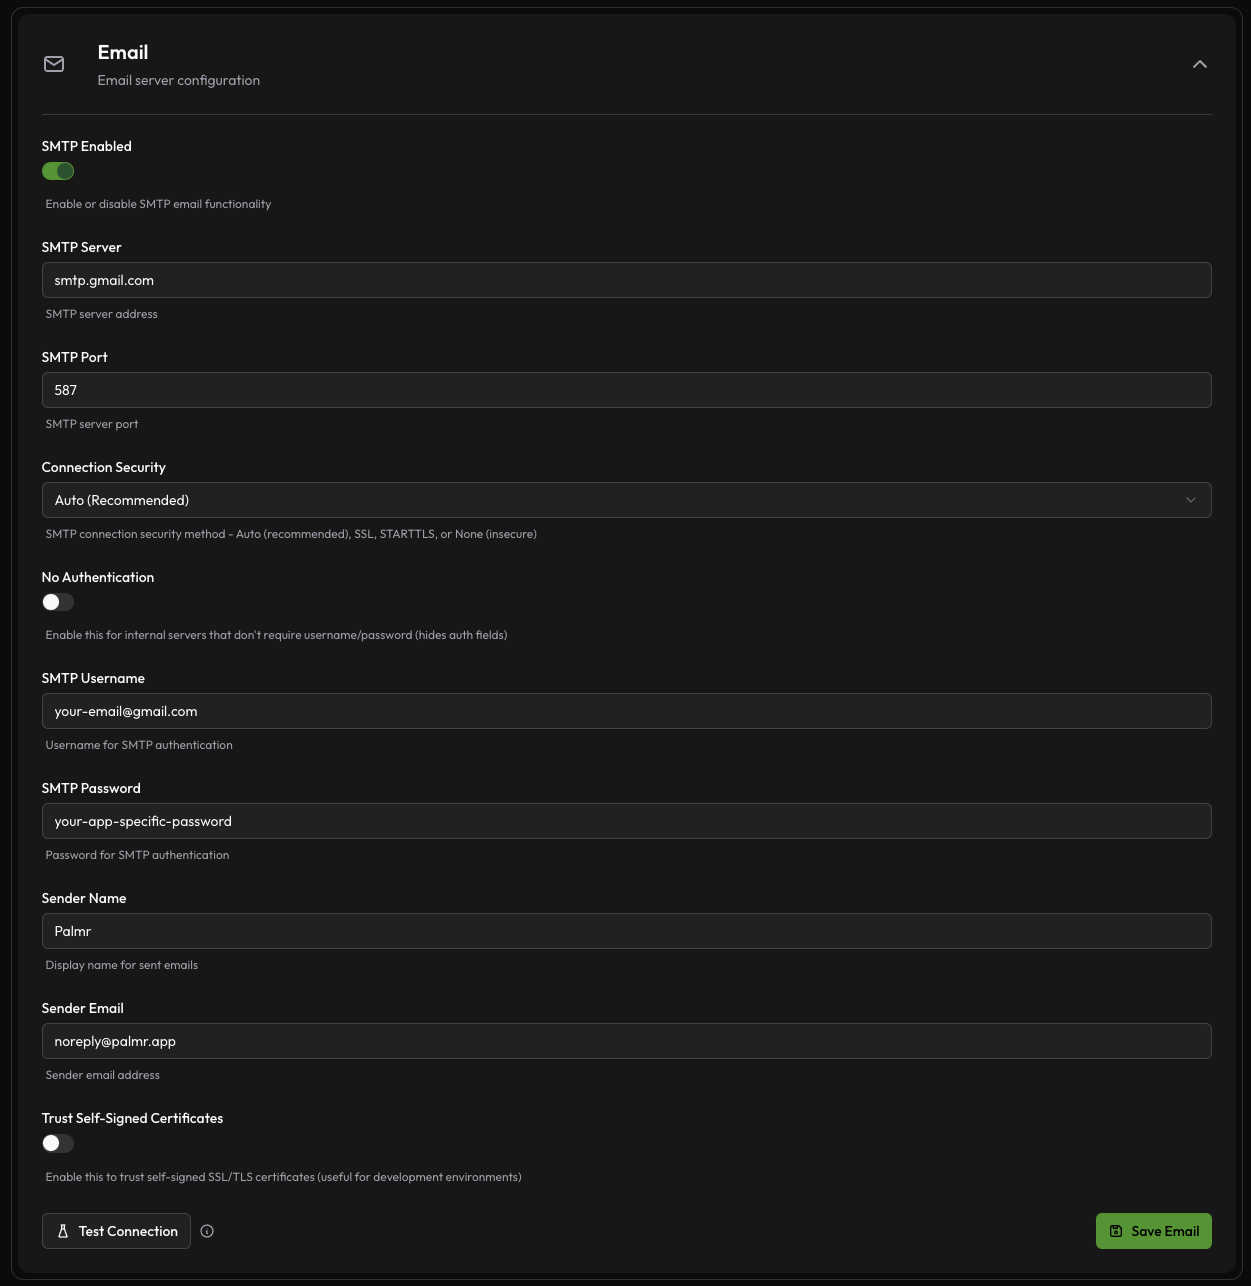 Email
Email server configuration
SMTP Enabled
Enable or disable SMTP email functionality
SMTP Server
smtp.gmail.com
SMTP server address
SMTP Port
587
SMTP server port
Connection Security
Auto (Recommended)
SMTP connection security method - Auto (recommended), SSL, STARTTLS, or None (insecure)
No Authentication
Enable this for internal servers that don't require username/password (hides auth fields)
SMTP Username
your-email@gmail.com
Username for SMTP authentication
SMTP Password
your-app-specific-password
Password for SMTP authentication
Sender Name
Palmr
Display name for sent emails
Sender Email
noreply@palmr.app
Sender email address
Trust Self-Signed Certificates
Enable this to trust self-signed SSL/TLS certificates (useful for development environments)
Test Connection
Save Email